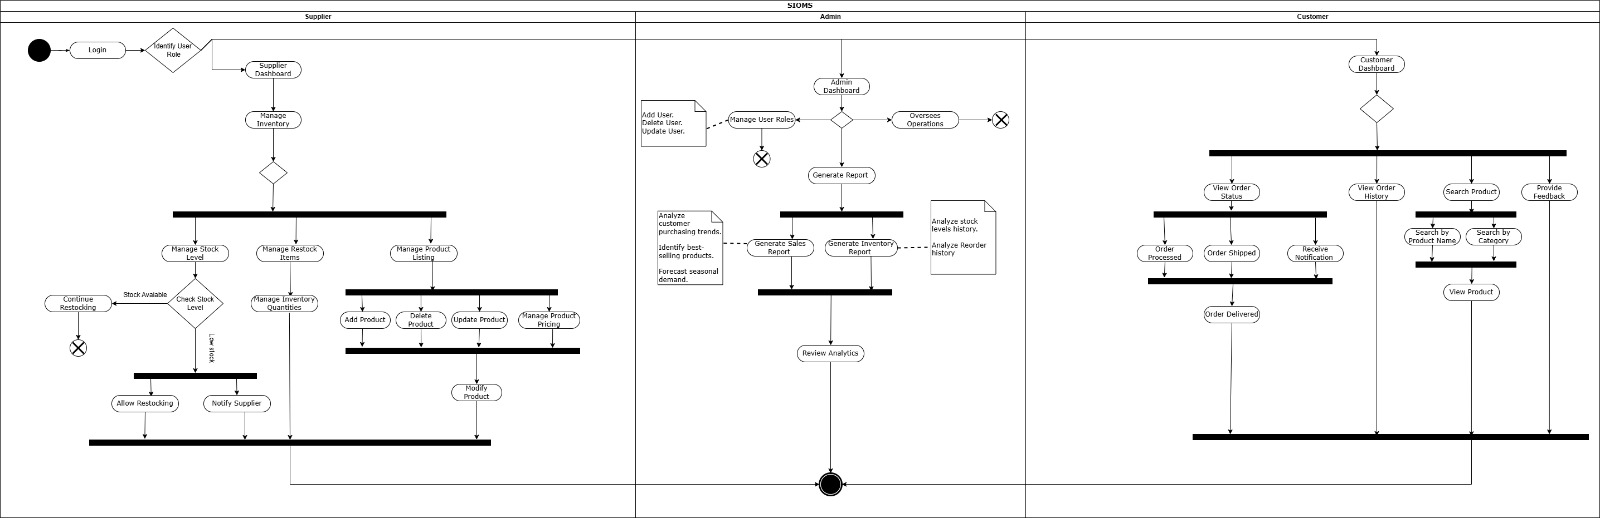 SIOMS
Supplier
Admin
Customer
Login
Identify User
Role
Supplier
Dashboard
Manage
Inventory
Manage Stock
Level
Manage Restock
Items
Manage Product
Listing
Stock Avalable
Continue
Restocking
Check Stock
Level
Low stock
Manage Inventory
Quantities
Add Product
Delete
Product
Update Product
Manage Product
Pricing
Modify
Product
Allow Restocking
Notify Supplier
Admin
Dashboard
Add User.
Delete User.
Update User.
Manage User Roles
Oversees
Operations
Generate Report
Analyze
customer
purchasing trends.
Identify best-
selling products.
Forecast seasonal
demand.
Generate Sales
Report
Generate Inventory
Report
Analyze stock
levels history.
Analyze Reorder
history
Review Analytics
Customer
Dashboard
View Order
Status
View Order
History
Search Product
Provide
Feedback
Order
Processed
Order Shipped
Receive
Notification
Search by
Product Name
Search by
Category
Order Delivered
View Product